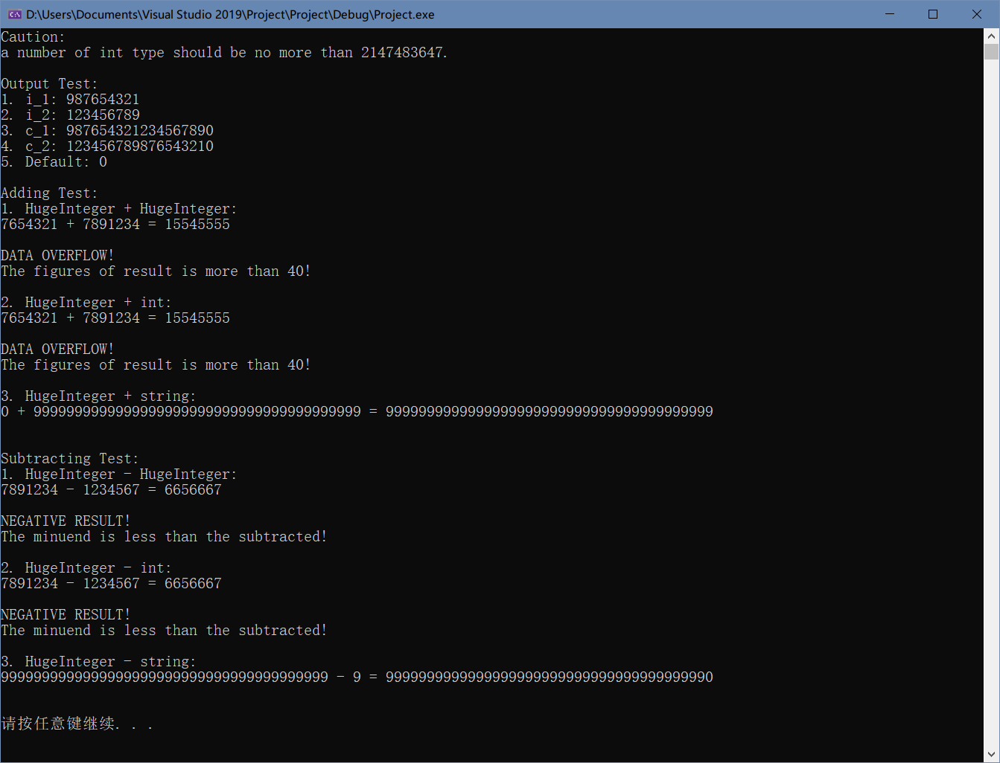 D:\Users\Documents\Visual Studio 2019\Project\Project\Debug\Project.exe
Caution:
a number of int type should be no more than 2147483647.
Output Test:
1. i_1: 987654321
2. i_2: 123456789
3. c_1: 987654321234567890
4. c_2: 123456789876543210
5. Default: 0
Adding Test:
1. HugeInteger + HugeInteger:
7654321 + 7891234 = 15545555
DATA OVERFLOW!
The figures of result is more than 40!
2. HugeInteger + int:
7654321 + 7891234 = 15545555
DATA OVERFLOW!
The figures of result is more than 40!
3. HugeInteger + string:
0 + 9999999999999999999999999999999999999999 = 9999999999999999999999999999999999999999
Subtracting Test:
1. HugeInteger - HugeInteger:
7891234 - 1234567 = 6656667
NEGATIVE RESULT!
The minuend is less than the subtracted!
2. HugeInteger - int:
7891234 - 1234567 = 6656667
NEGATIVE RESULT!
The minuend is less than the subtracted!
3. HugeInteger - string:
9999999999999999999999999999999999999999 - 9 = 9999999999999999999999999999999999999990
请按任意键继续. . .